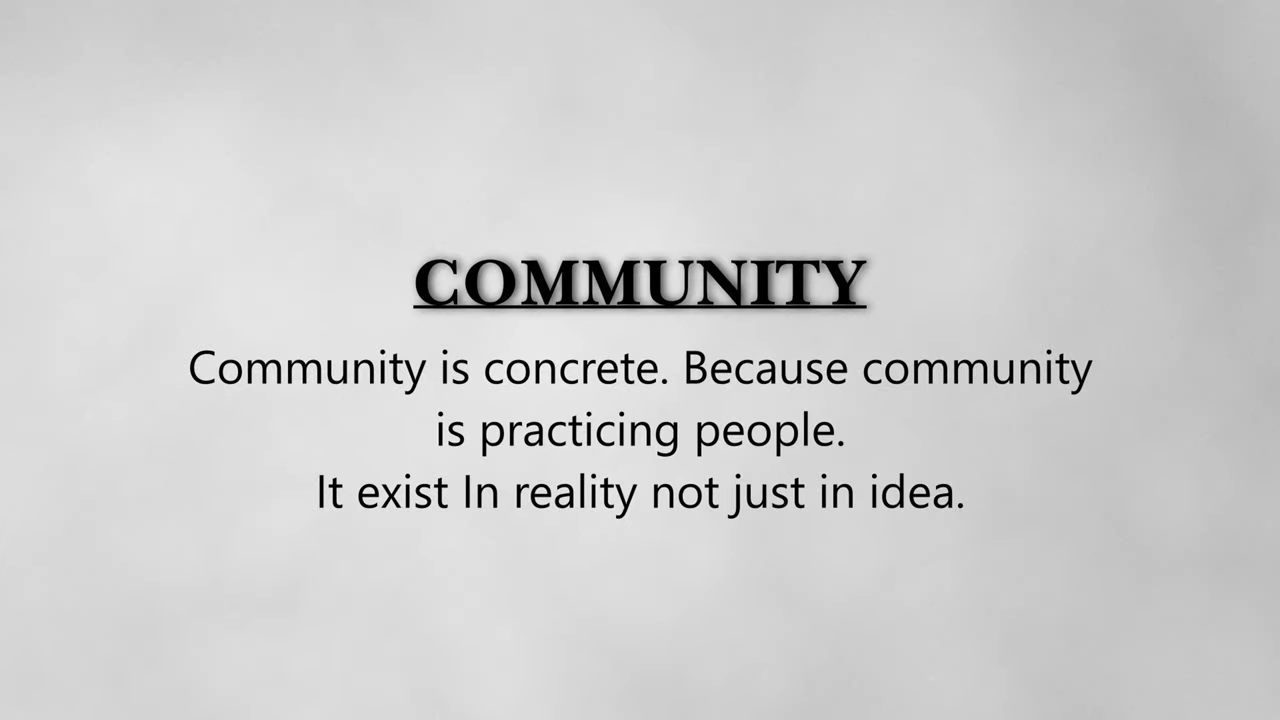 COMMUNITY
Community is concrete. Because community
is practicing people.
It exist In reality not just in idea.